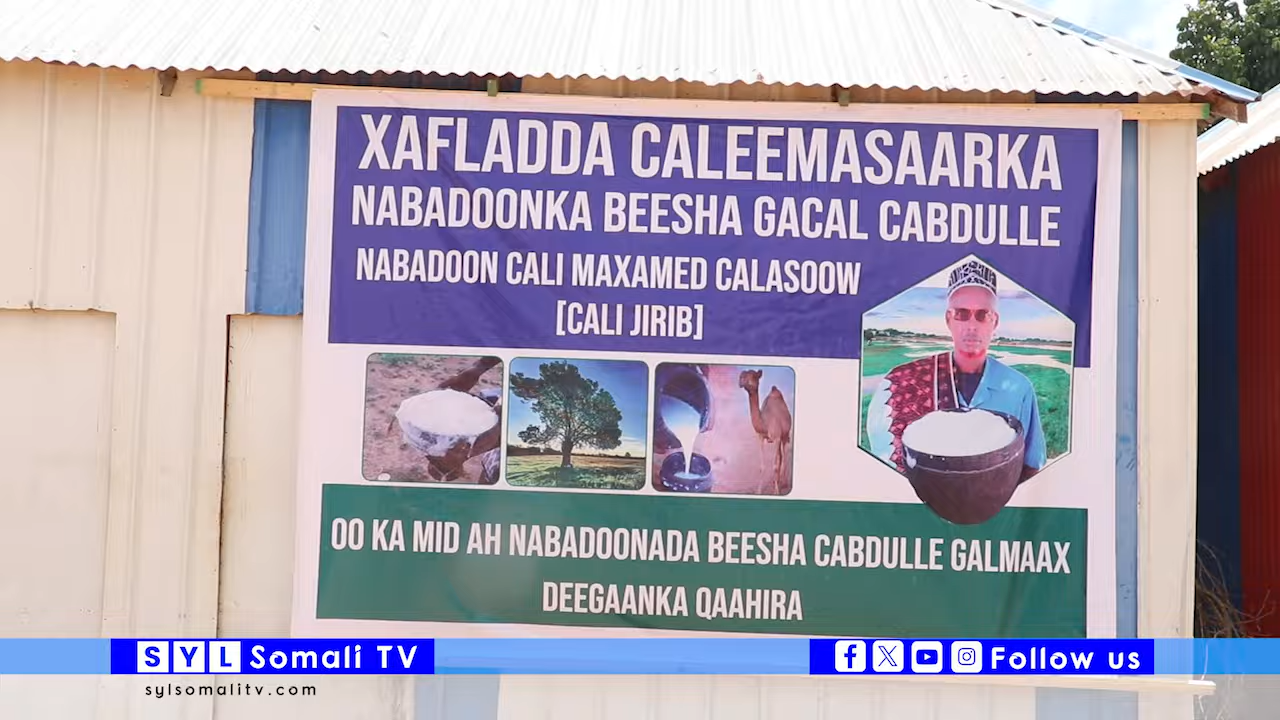 XAFLADDA CALEEMASAARKA
NABADOONKA BEESHA GACAL CABDULLE
NABADOON CALI MAXAMED CALASOOW
[CALI JIRIB]
OO KA MID AH NABADOONADA BEESHA CABDULLE GALMAAX
DEEGAANKA QAAHIRA
SYL Somali TV
Follow us
sylsomalitv.com